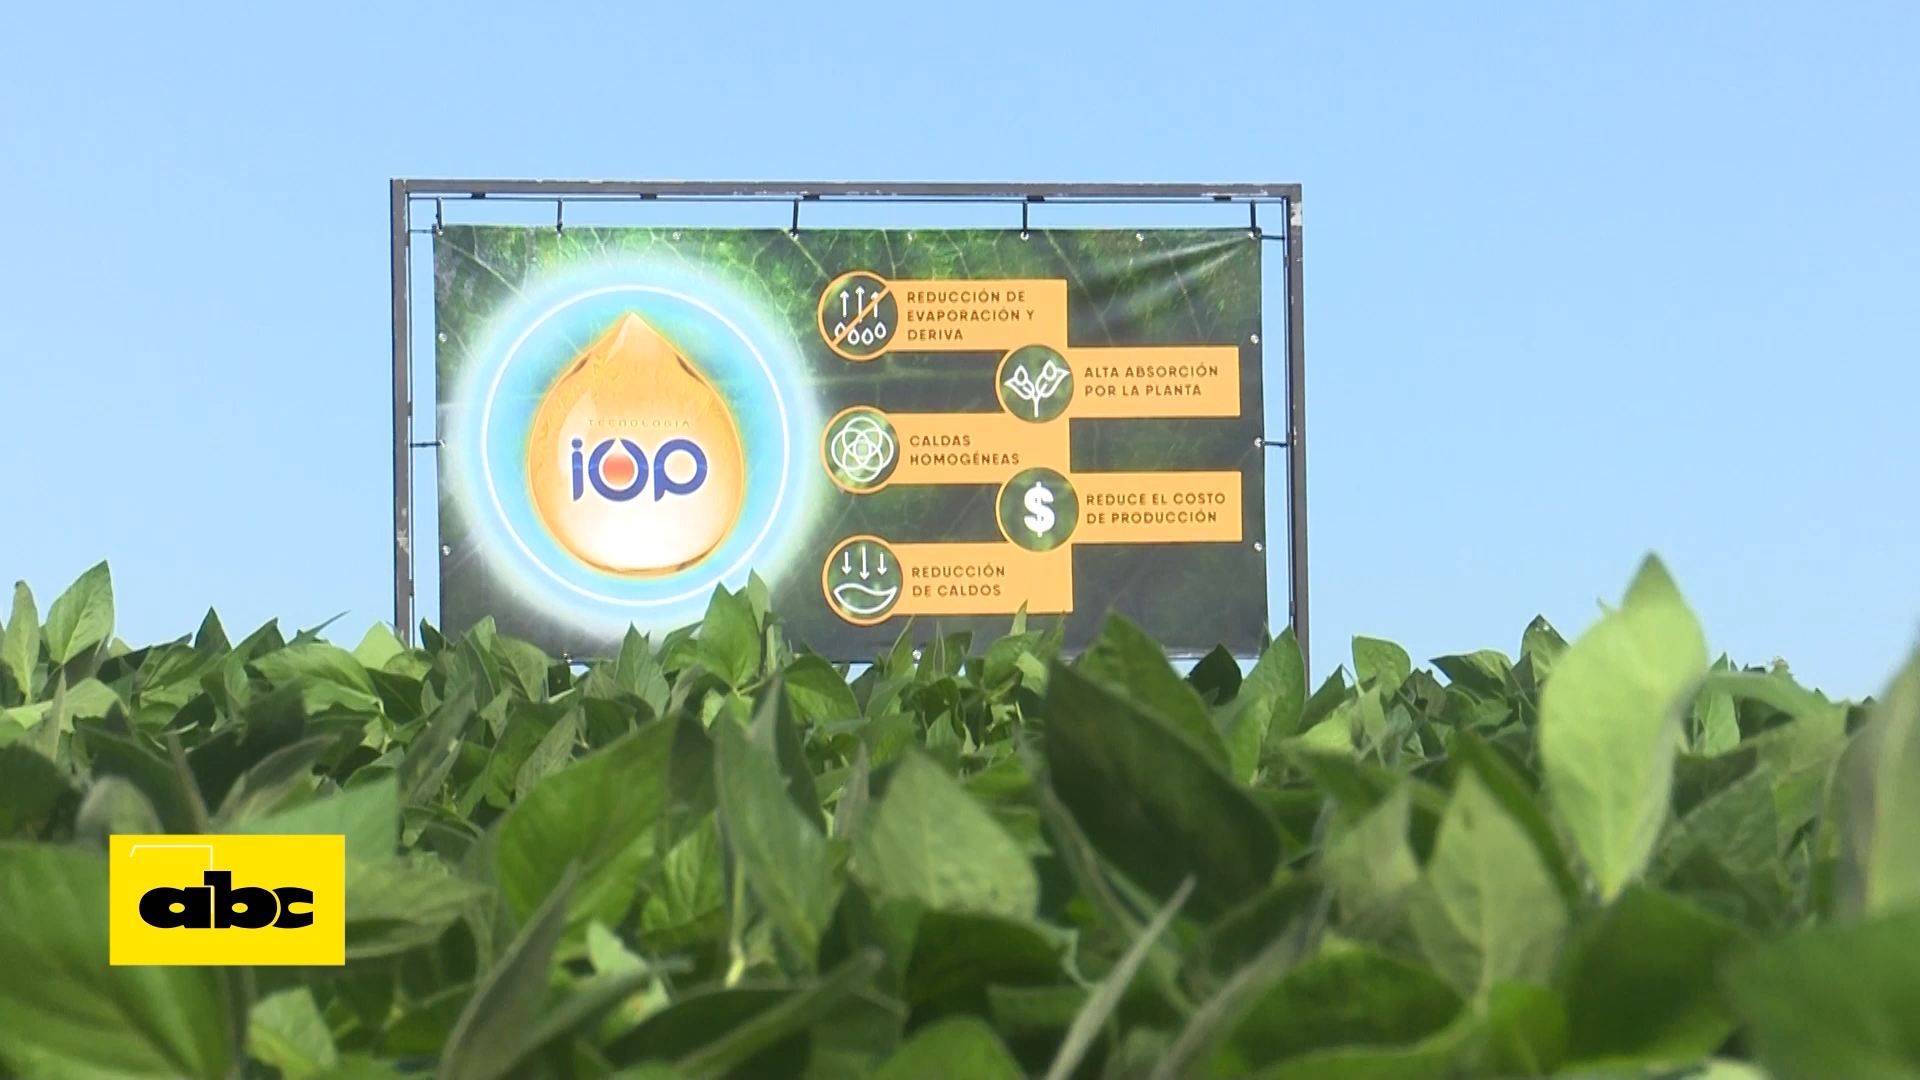 TECNOLOGÍA
iOP
REDUCCIÓN DE
EVAPORACIÓN Y
DERIVA
ALTA ABSORCIÓN
POR LA PLANTA
CALDAS
HOMOGÉNEAS
$
REDUCE EL COSTO
DE PRODUCCIÓN
REDUCCIÓN
DE CALDOS
abc